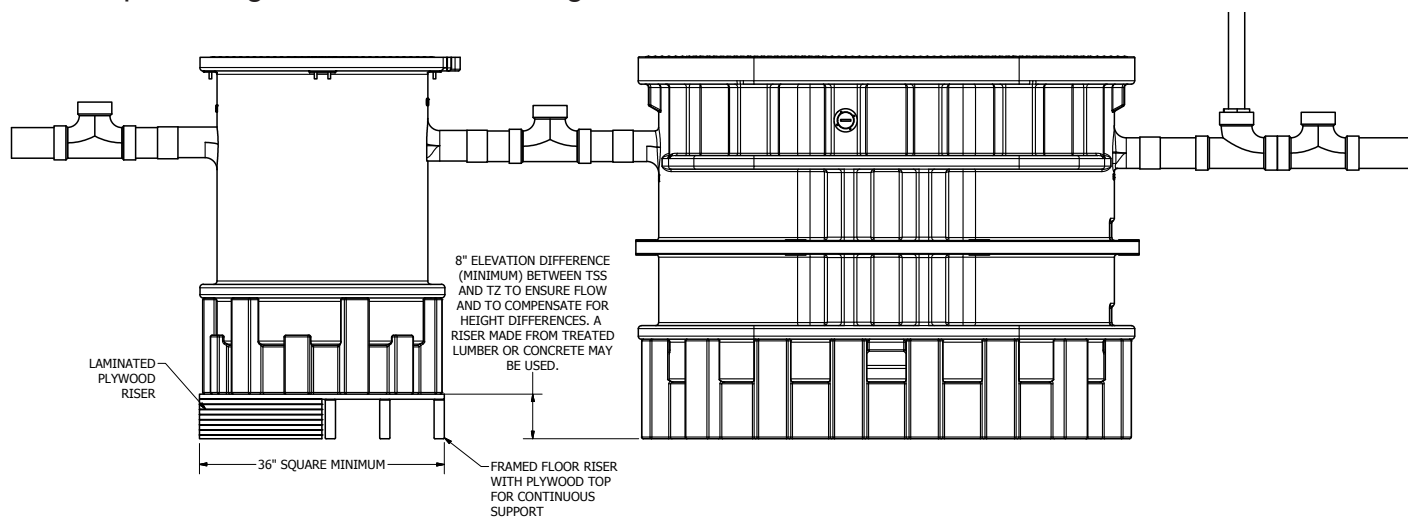 8" ELEVATION DIFFERENCE
(MINIMUM) BETWEEN TSS
AND TZ TO ENSURE FLOW
AND TO COMPENSATE FOR
HEIGHT DIFFERENCES. A
RISER MADE FROM TREATED
LUMBER OR CONCRETE MAY
BE USED.
LAMINATED
PLYWOOD
RISER
36" SQUARE MINIMUM
FRAMED FLOOR RISER
WITH PLYWOOD TOP
FOR CONTINUOUS
SUPPORT